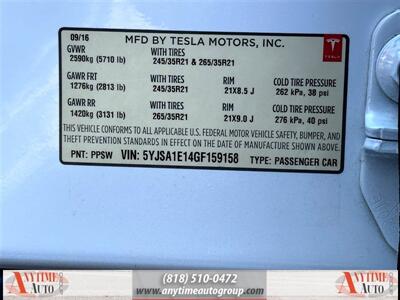 09/16 MFD BY TESLA MOTORS, INC.
GVWR WITH TIRES
2590kg (5710 lb) 245/35R21 & 265/35R21
TESLA
GAWR FRT WITH TIRES RIM COLD TIRE PRESSURE
1276kg (2813 lb) 245/35R21 21X8.5 J 262 kPa, 38 psi
GAWR RR WITH TIRES RIM COLD TIRE PRESSURE
1420kg (3131 lb) 265/35R21 21X9.0 J 276 kPa, 40 psi
THIS VEHICLE CONFORMS TO ALL APPLICABLE U.S. FEDERAL MOTOR VEHICLE SAFETY, BUMPER, AND
THEFT PREVENTION STANDARDS IN EFFECT ON THE DATE OF MANUFACTURE SHOWN ABOVE.
PNT: PPSW VIN: 5YJSA1E14GF159158 TYPE: PASSENGER CAR
ANYTIME AUTO
(818) 510-0472
www.anytimeautogroup.com
ANYTIME AUTO